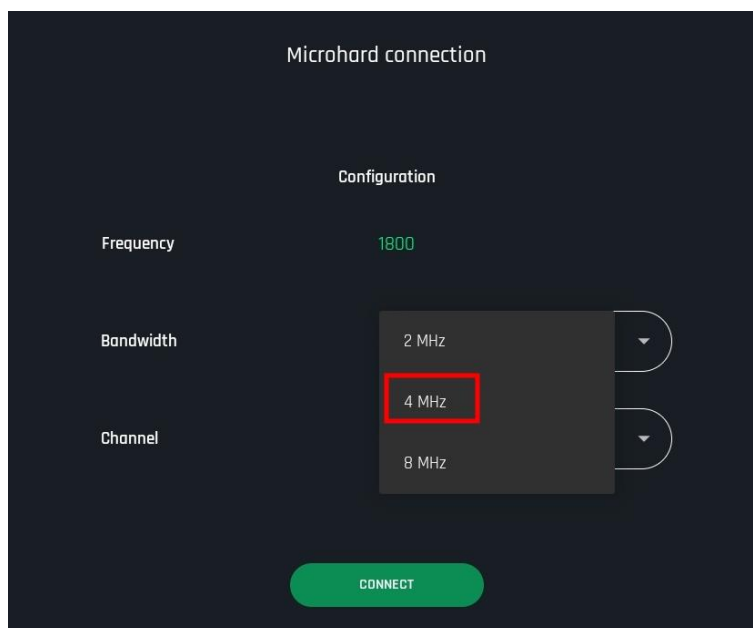 Microhard connection
Configuration
Frequency 1800
Bandwidth 2 MHz
4 MHz
Channel
8 MHz
CONNECT